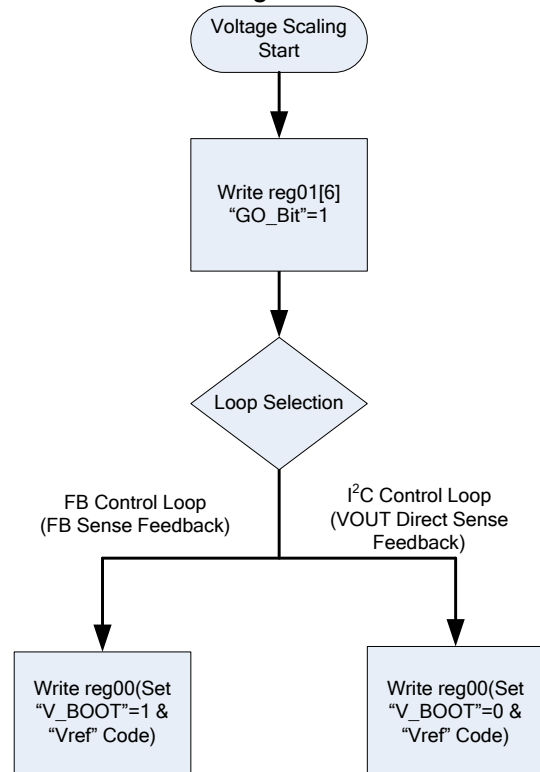 Voltage Scaling
Start
Write reg01[6]
“GO_Bit”=1
Loop Selection
FB Control Loop
(FB Sense Feedback)
I²C Control Loop
(VOUT Direct Sense
Feedback)
Write reg00(Set
“V_BOOT”=1 &
“Vref” Code)
Write reg00(Set
“V_BOOT”=0 &
“Vref” Code)